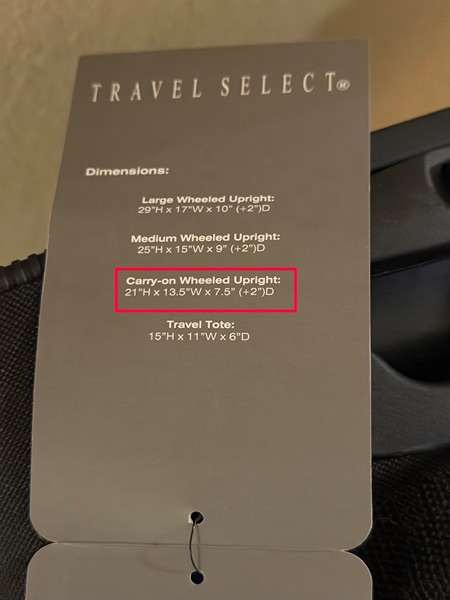 TRAVEL SELECT®
Dimensions:
Large Wheeled Upright:
29"H x 17"W x 10" (+2")D
Medium Wheeled Upright:
25"H x 15"W x 9" (+2")D
Carry-on Wheeled Upright:
21"H x 13.5"W x 7.5" (+2")D
Travel Tote:
15"H x 11"W x 6"D